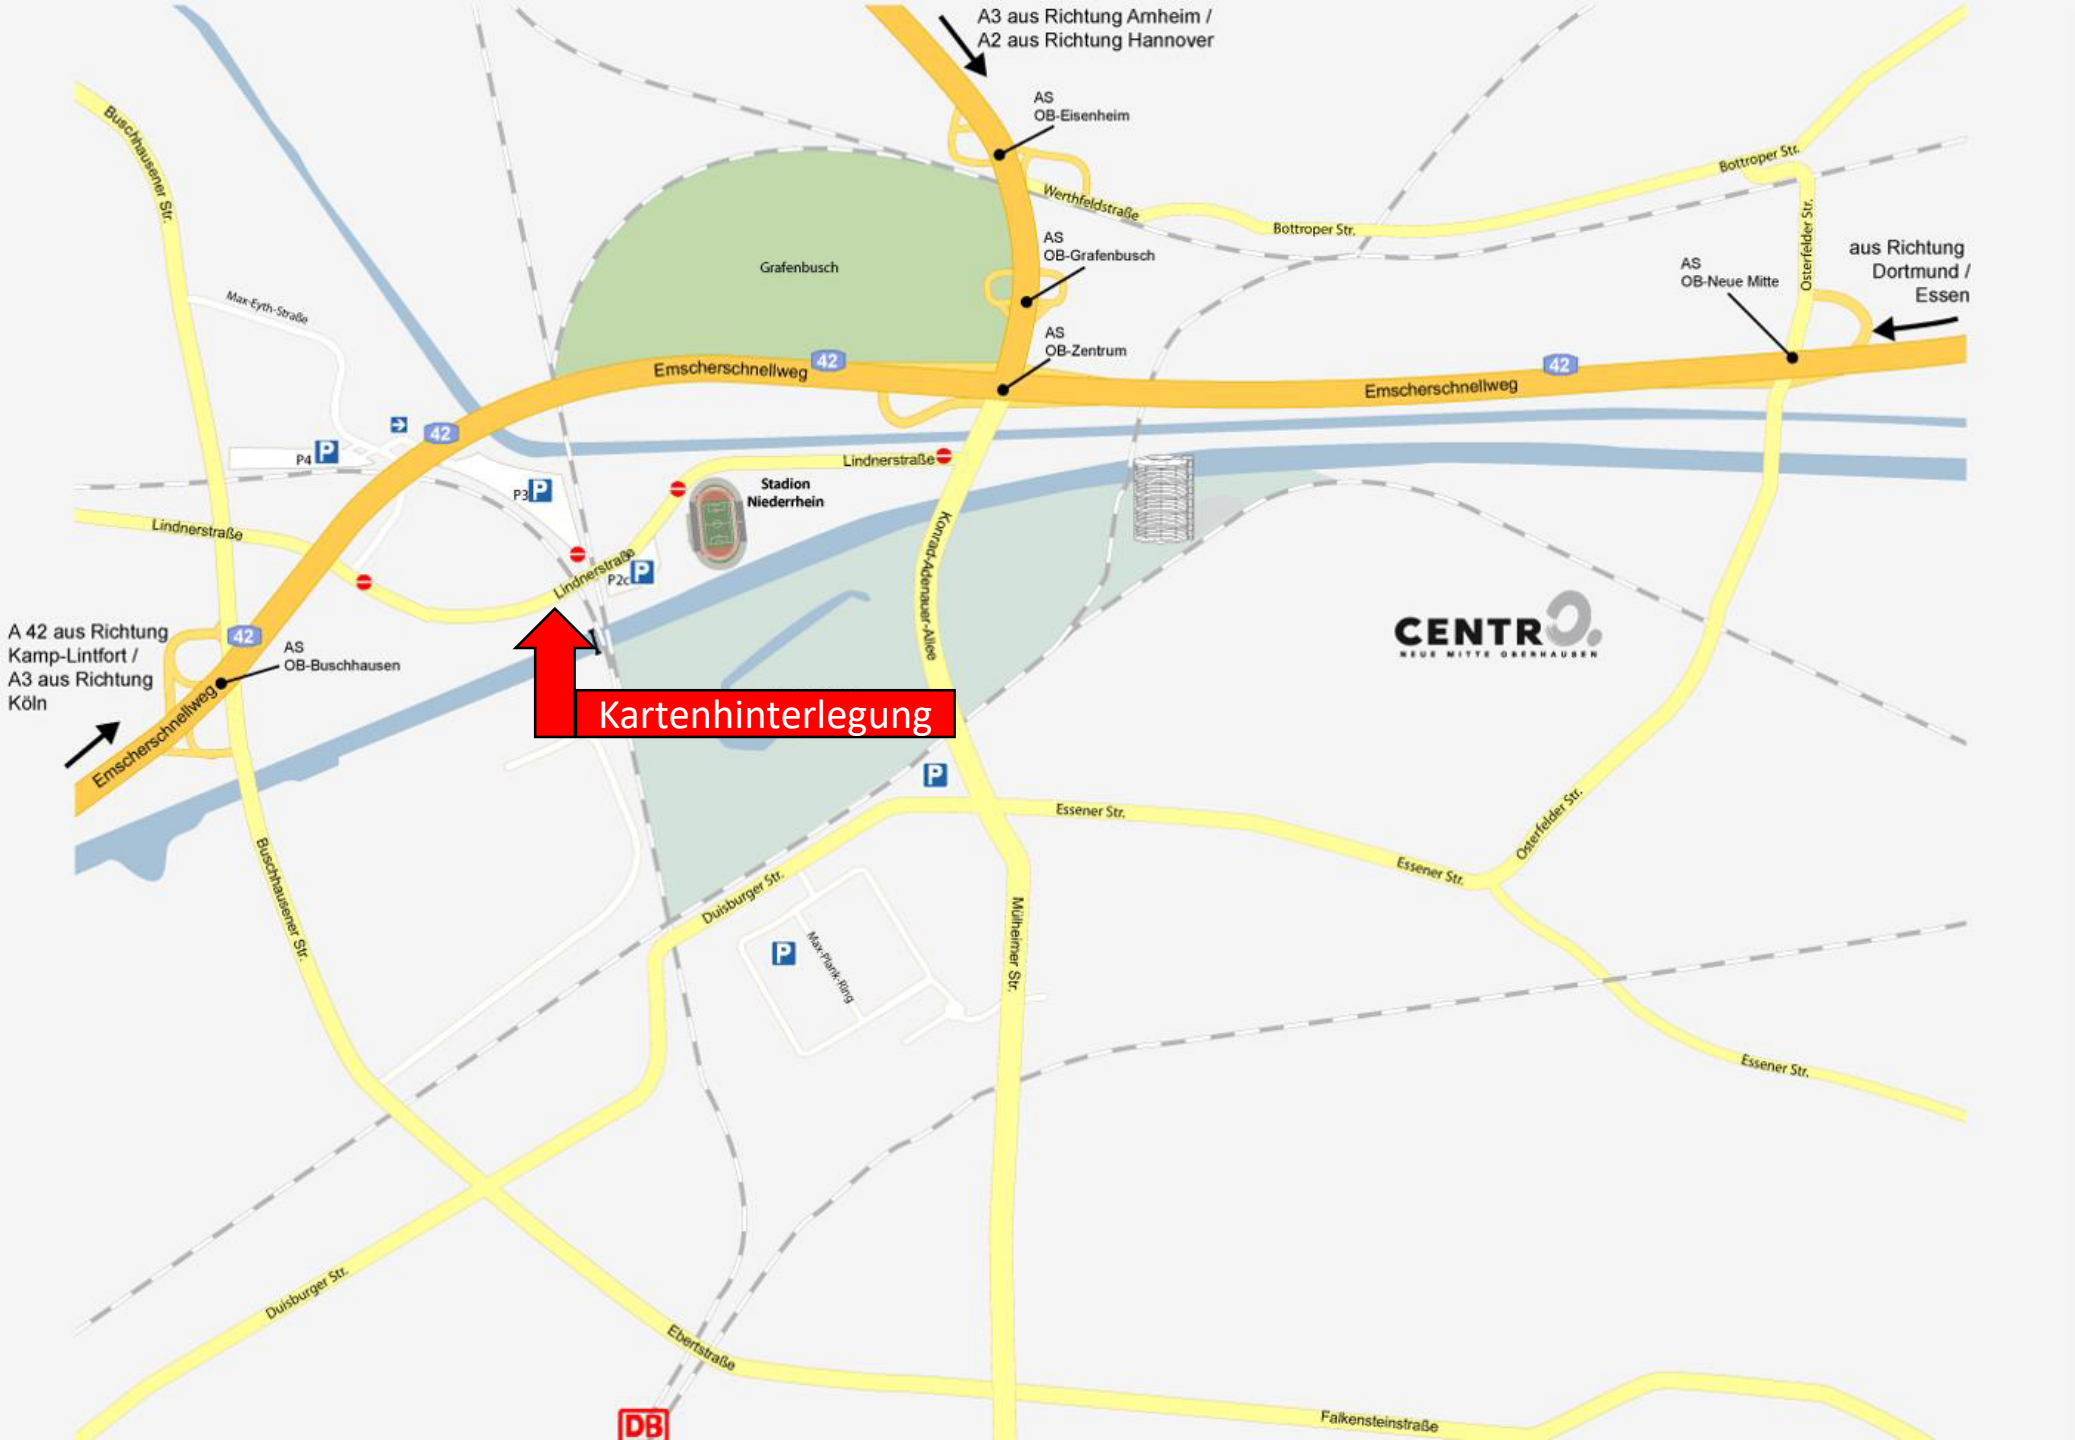 A3 aus Richtung Arnheim /
A2 aus Richtung Hannover
AS
OB-Eisenheim
Buschhausener Str.
Werthfeldstraße
Bottroper Str.
Bottroper Str.
Osterfelder Str.
AS
OB-Grafenbusch
Grafenbusch
AS
OB-Neue Mitte
aus Richtung
Dortmund /
Essen
Max-Eyth-Straße
AS
OB-Zentrum
Emscherschnellweg
42
42
Emscherschnellweg
42
P4
P
P3
P
Lindnerstraße
Stadion
Niederrhein
Lindnerstraße
Lindnerstraße
P2c
P
Konrad-Adenauer-Allee
CENTRO.
NEUE MITTE OBERHAUSEN
A 42 aus Richtung
Kamp-Lintfort /
A3 aus Richtung
Köln
42
AS
OB-Buschhausen
Emscherschnellweg
Kartenhinterlegung
P
Essener Str.
Osterfelder Str.
Essener Str.
Buschhausener Str.
Duisburger Str.
P
Max-Plank-Ring
Mülheimer Str.
Essener Str.
Duisburger Str.
Ebertstraße
DB
Falkensteinstraße